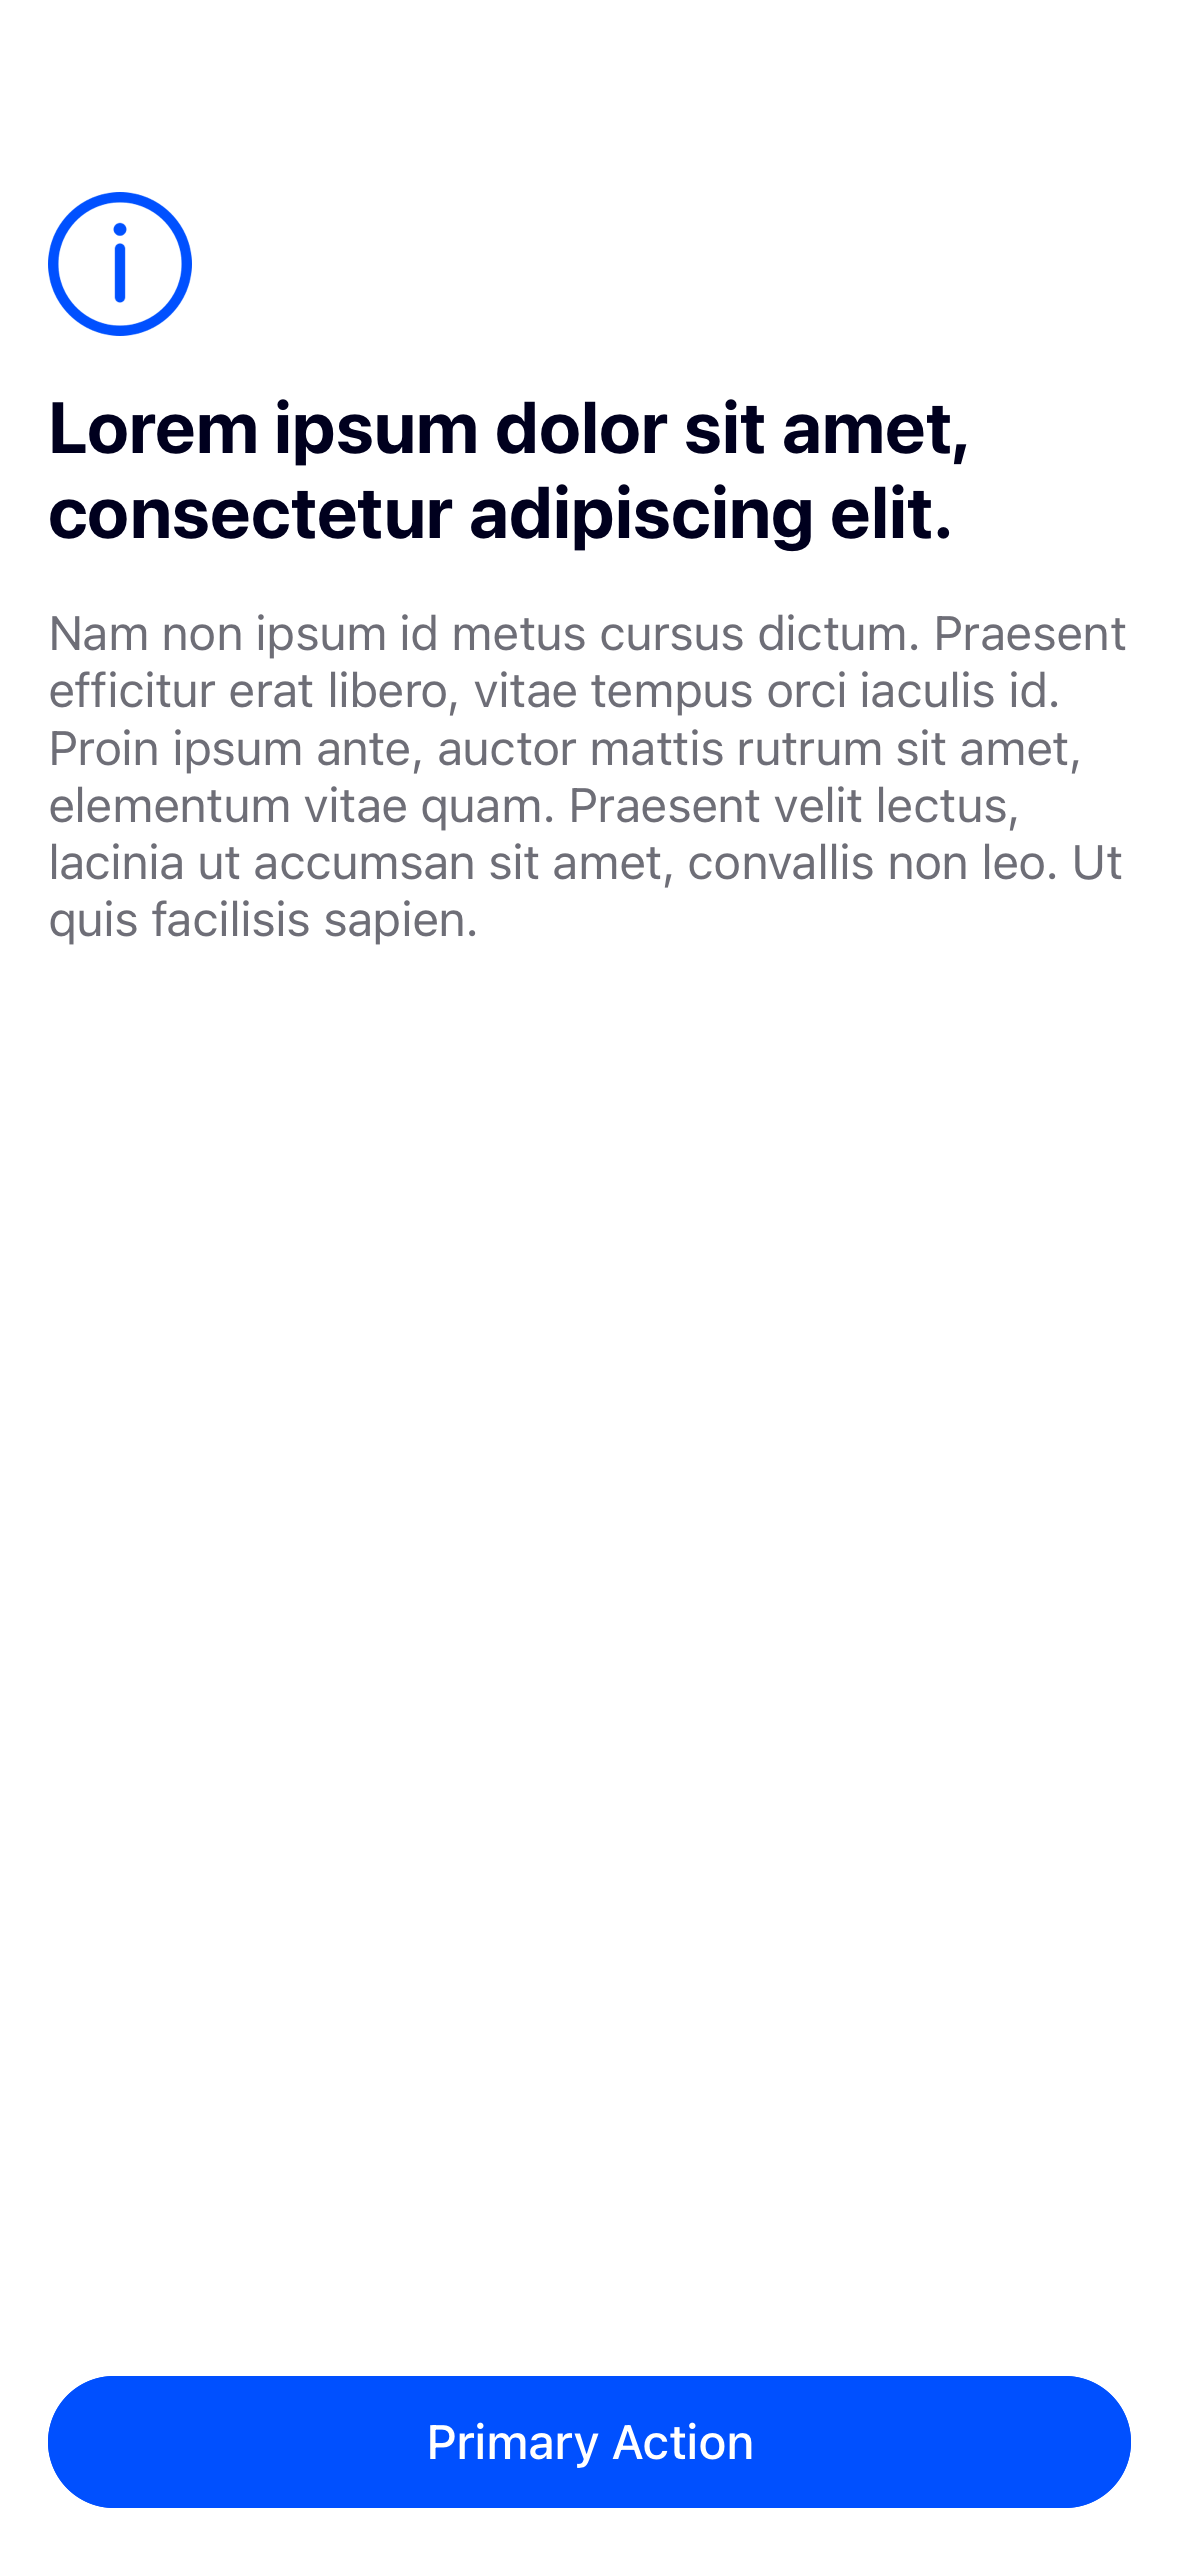 Lorem ipsum dolor sit amet,
consectetur adipiscing elit.
Nam non ipsum id metus cursus dictum. Praesent
efficitur erat libero, vitae tempus orci iaculis id.
Proin ipsum ante, auctor mattis rutrum sit amet,
elementum vitae quam. Praesent velit lectus,
lacinia ut accumsan sit amet, convallis non leo. Ut
quis facilisis sapien.
Primary Action